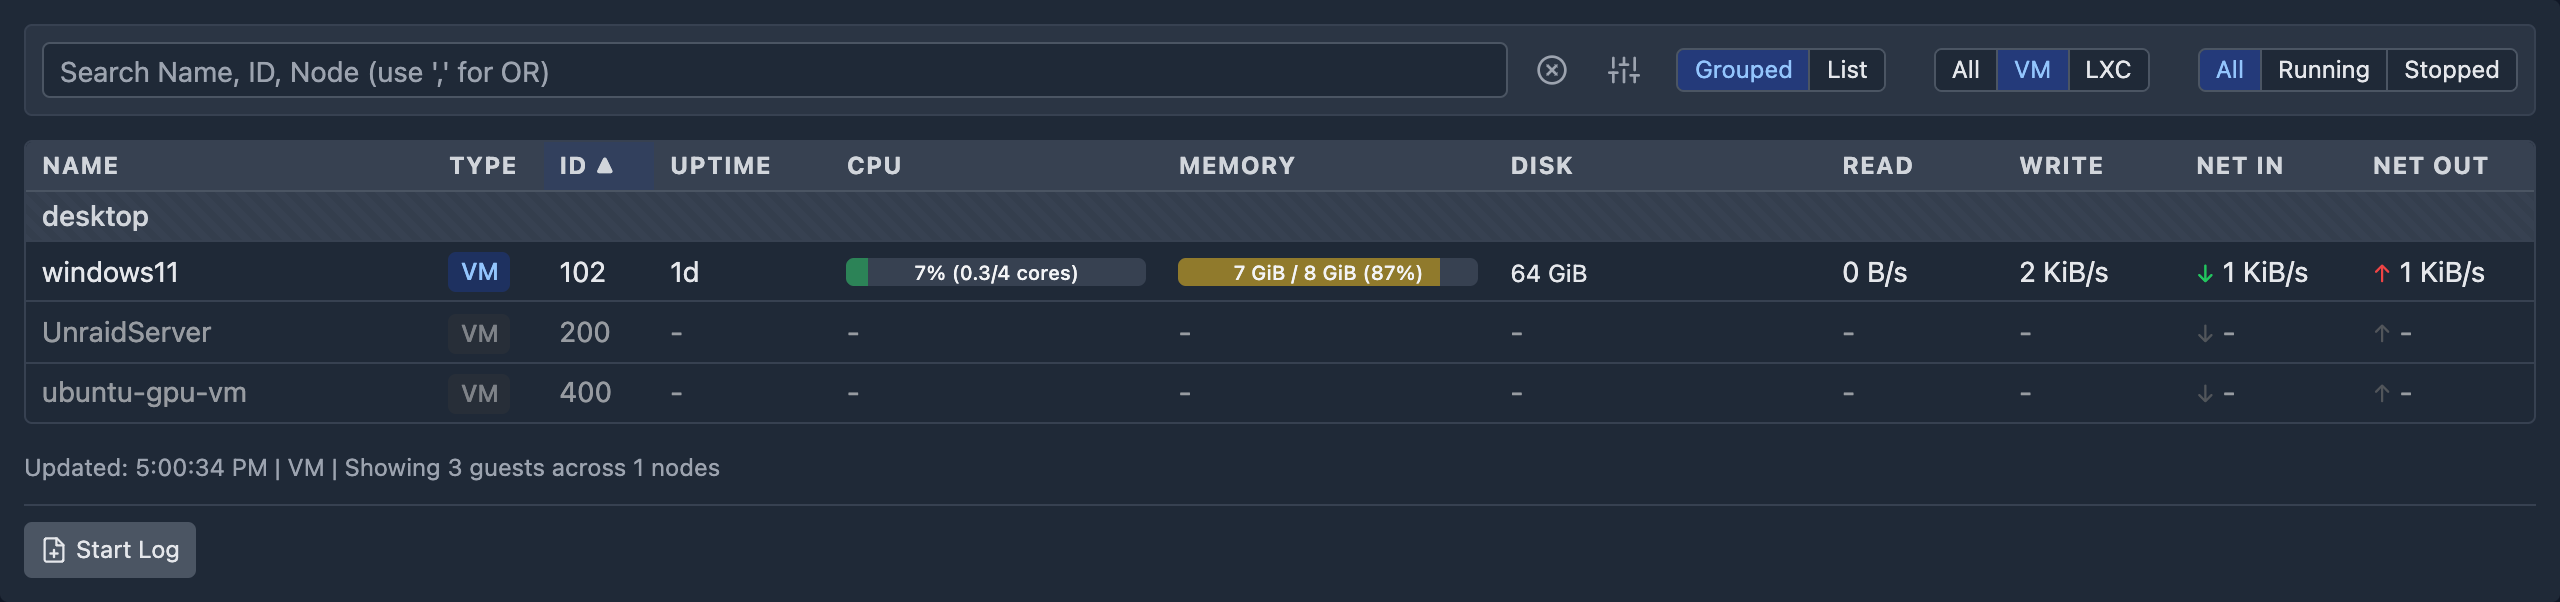 Search Name, ID, Node (use ',' for OR) Grouped List All VM LXC All Running Stopped
NAME TYPE ID ▲ UPTIME CPU MEMORY DISK READ WRITE NET IN NET OUT
desktop
windows11 VM 102 1d 7% (0.3/4 cores) 7 GiB / 8 GiB (87%) 64 GiB 0 B/s 2 KiB/s ↓ 1 KiB/s ↑ 1 KiB/s
UnraidServer VM 200 - - - - - - ↓ - ↑ -
ubuntu-gpu-vm VM 400 - - - - - - ↓ - ↑ -
Updated: 5:00:34 PM | VM | Showing 3 guests across 1 nodes
Start Log